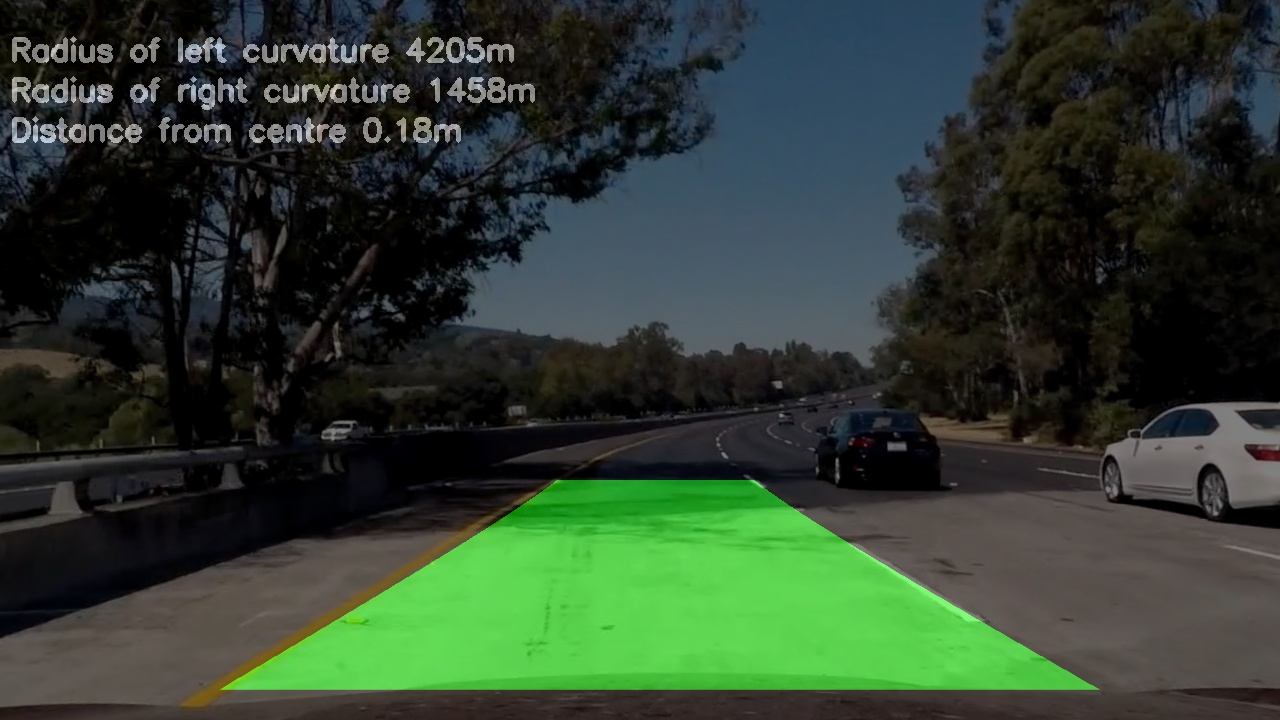 Radius of left curvature 4205m
Radius of right curvature 1458m
Distance from centre 0.18m